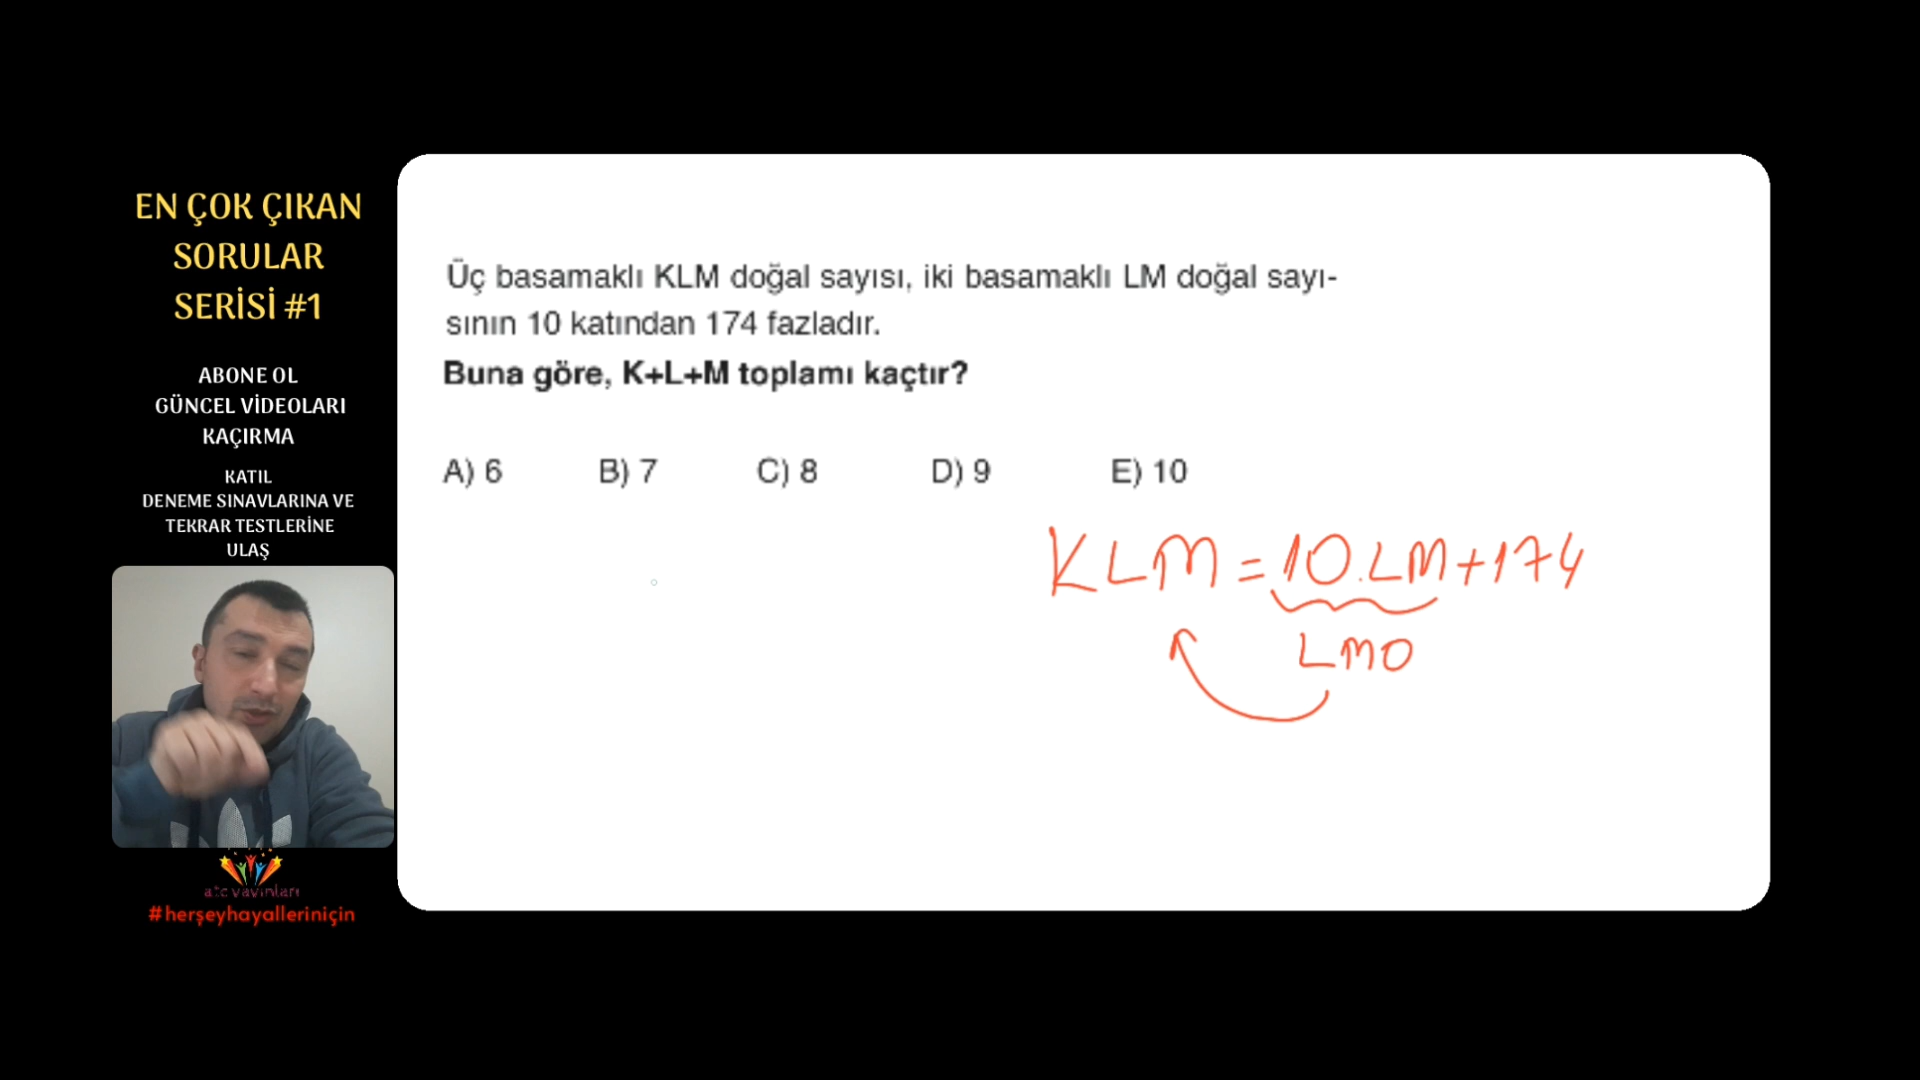 EN ÇOK ÇIKAN
SORULAR
SERİSİ #1
ABONE OL
GÜNCEL VİDEOLARI
KAÇIRMA
KATIL
DENEME SINAVLARINA VE
TEKRAR TESTLERİNE
ULAŞ
atc yayınları
#herşeyhayalleriniçin
Üç basamaklı KLM doğal sayısı, iki basamaklı LM doğal sayı-
sının 10 katından 174 fazladır.
Buna göre, K+L+M toplamı kaçtır?
A) 6 B) 7 C) 8 D) 9 E) 10
KLM = 10.LM + 174
LM0